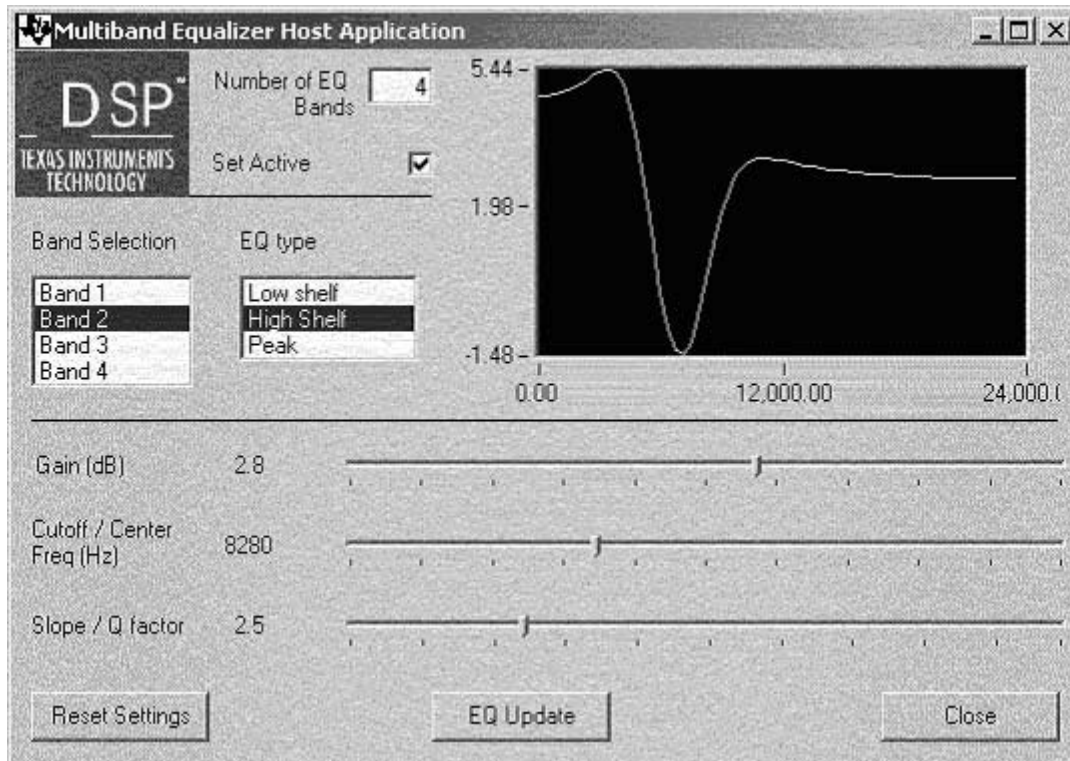 Multiband Equalizer Host Application
DSP™
TEXAS INSTRUMENTS
TECHNOLOGY
Number of EQ
Bands
4
Set Active
Band Selection
Band 1
Band 2
Band 3
Band 4
EQ type
Low shelf
High Shelf
Peak
5.44
1.98
-1.48
0.00
12,000.00
24,000.(
Gain (dB)
2.8
Cutoff / Center
Freq (Hz)
8280
Slope / Q factor
2.5
Reset Settings
EQ Update
Close